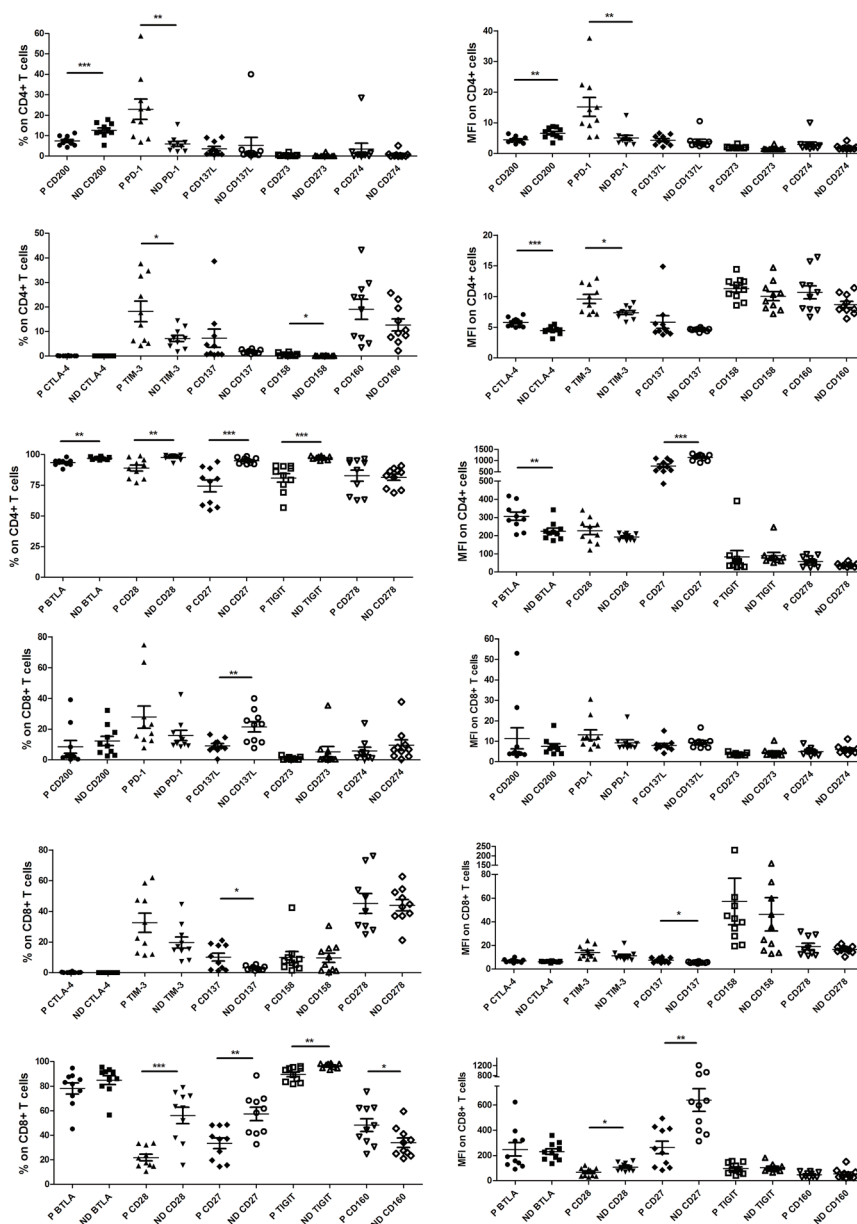 % on CD4+ T cells
60
50
40
30
20
10
0
***
**
P CD200
ND CD200
P PD-1
ND PD-1
P CD137L
ND CD137L
P CD273
ND CD273
P CD274
ND CD274
MFI on CD4+
40
30
20
10
0
**
**
P CD200
ND CD200
P PD-1
ND PD-1
P CD137L
ND CD137L
P CD273
ND CD273
P CD274
ND CD274
% on CD4+ T cells
50
40
30
20
10
0
*
*
P CTLA-4
ND CTLA-4
P TIM-3
ND TIM-3
P CD137
ND CD137
P CD158
ND CD158
P CD160
ND CD160
MFI on CD4+
20
15
10
5
0
***
*
P CTLA-4
ND CTLA-4
P TIM-3
ND TIM-3
P CD137
ND CD137
P CD158
ND CD158
P CD160
ND CD160
% on CD4+ T cells
100
75
50
25
0
**
**
***
***
P BTLA
ND BTLA
P CD28
ND CD28
P CD27
ND CD27
P TIGIT
ND TIGIT
P CD278
ND CD278
MFI on CD4+
1500
1000
500
500
400
300
200
100
0
**
***
P BTLA
ND BTLA
P CD28
ND CD28
P CD27
ND CD27
P TIGIT
ND TIGIT
P CD278
ND CD278
% on CD8+ T cells
80
60
40
20
0
**
P CD200
ND CD200
P PD-1
ND PD-1
P CD137L
ND CD137L
P CD273
ND CD273
P CD274
ND CD274
MFI on CD8+ T cells
60
50
40
30
20
10
0
P CD200
ND CD200
P PD-1
ND PD-1
P CD137L
ND CD137L
P CD273
ND CD273
P CD274
ND CD274
% on CD8+ T cells
80
60
40
20
0
*
P CTLA-4
ND CTLA-4
P TIM-3
ND TIM-3
P CD137
ND CD137
P CD158
ND CD158
P CD278
ND CD278
MFI on CD8+ T cells
250
200
150
100
80
60
40
20
0
*
P CTLA-4
ND CTLA-4
P TIM-3
ND TIM-3
P CD137
ND CD137
P CD158
ND CD158
P CD278
ND CD278
% on CD8+ T cells
100
80
60
40
20
0
***
**
**
*
P BTLA
ND BTLA
P CD28
ND CD28
P CD27
ND CD27
P TIGIT
ND TIGIT
P CD160
ND CD160
MFI on CD8+ T cells
1200
800
600
400
200
0
*
**
P BTLA
ND BTLA
P CD28
ND CD28
P CD27
ND CD27
P TIGIT
ND TIGIT
P CD160
ND CD160